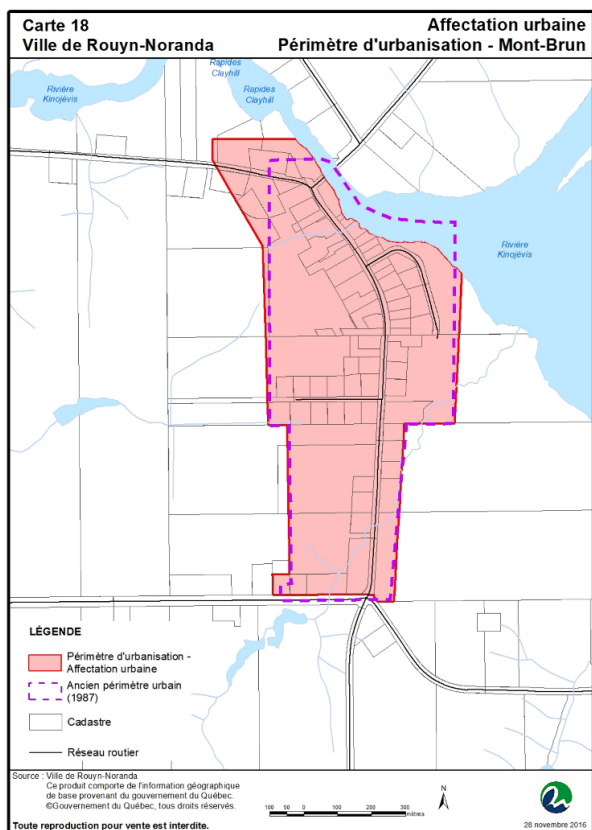 Carte 18
Ville de Rouyn-Noranda
Affectation urbaine
Périmètre d'urbanisation - Mont-Brun
Rapides
Clayhill
Rivière
Kinojévis
Rapides
Clayhill
Rivière
Kinojévis
LÉGENDE
Périmètre d'urbanisation -
Affectation urbaine
Ancien périmètre urbain
(1987)
Cadastre
Réseau routier
Source : Ville de Rouyn-Noranda
Ce produit comporte de l'information géographique
de base provenant du gouvernement du Québec.
©Gouvernement du Québec, tous droits réservés.
Toute reproduction pour vente est interdite.
100 50 0 100 200 300
mètres
N
28 novembre 2016